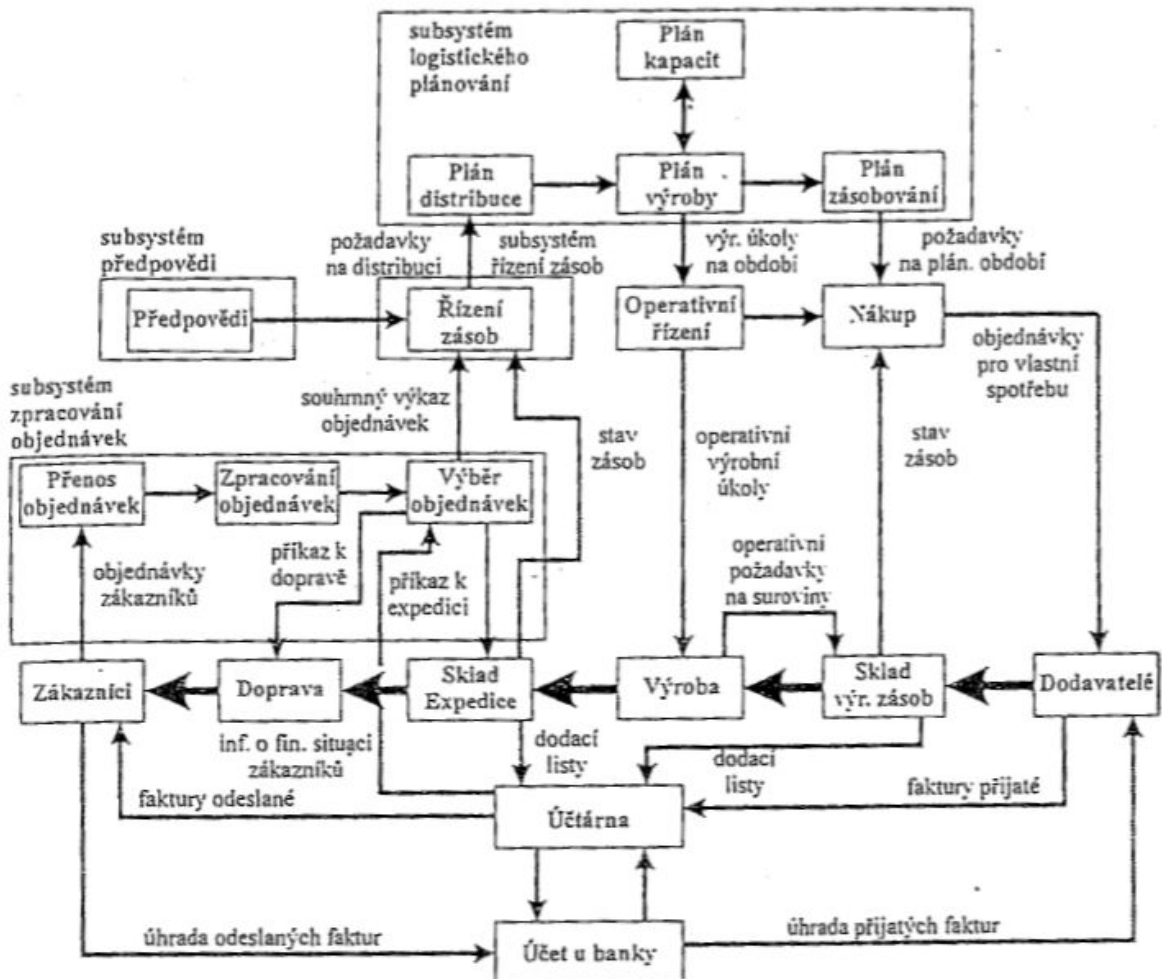 subsystém
logistického
plánování
Plán
kapacit
Plán
distribuce
Plán
výroby
Plán
zásobování
subsystém
předpovědi
požadavky
na distribuci
subsystém
řízení zásob
výr. úkoly
na období
požadavky
na plán. období
Předpovědi
Řízení
zásob
Operativní
řízení
Nákup
objednávky
pro vlastní
spotřebu
subsystém
zpracování
objednávek
souhrnný výkaz
objednávek
stav
zásob
operativní
výrobní
úkoly
stav
zásob
Přenos
objednávek
Zpracování
objednávek
Výběr
objednávek
objednávky
zákazníků
příkaz k
dopravě
příkaz k
expedici
operativní
požadavky
na suroviny
Zákazníci
Doprava
Sklad
Expedice
Výroba
Sklad
výr. zásob
Dodavatelé
inf. o fin. situaci
zákazníků
dodací
listy
dodací
listy
faktury odeslané
faktury přijaté
Účtárna
úhrada odeslaných faktur
Účet u banky
úhrada přijatých faktur